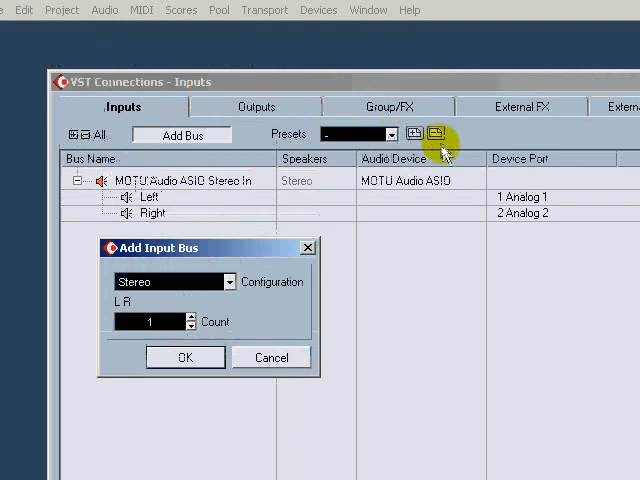 Edit Project Audio MIDI Scores Pool Transport Devices Window Help
VST Connections - Inputs
Inputs Outputs Group/FX External FX Extern
All Add Bus Presets -
Bus Name Speakers Audio Device Device Port
MOTU Audio ASIO Stereo In Stereo MOTU Audio ASIO
Left 1 Analog 1
Right 2 Analog 2
Add Input Bus
Stereo Configuration
L R
1 Count
OK Cancel